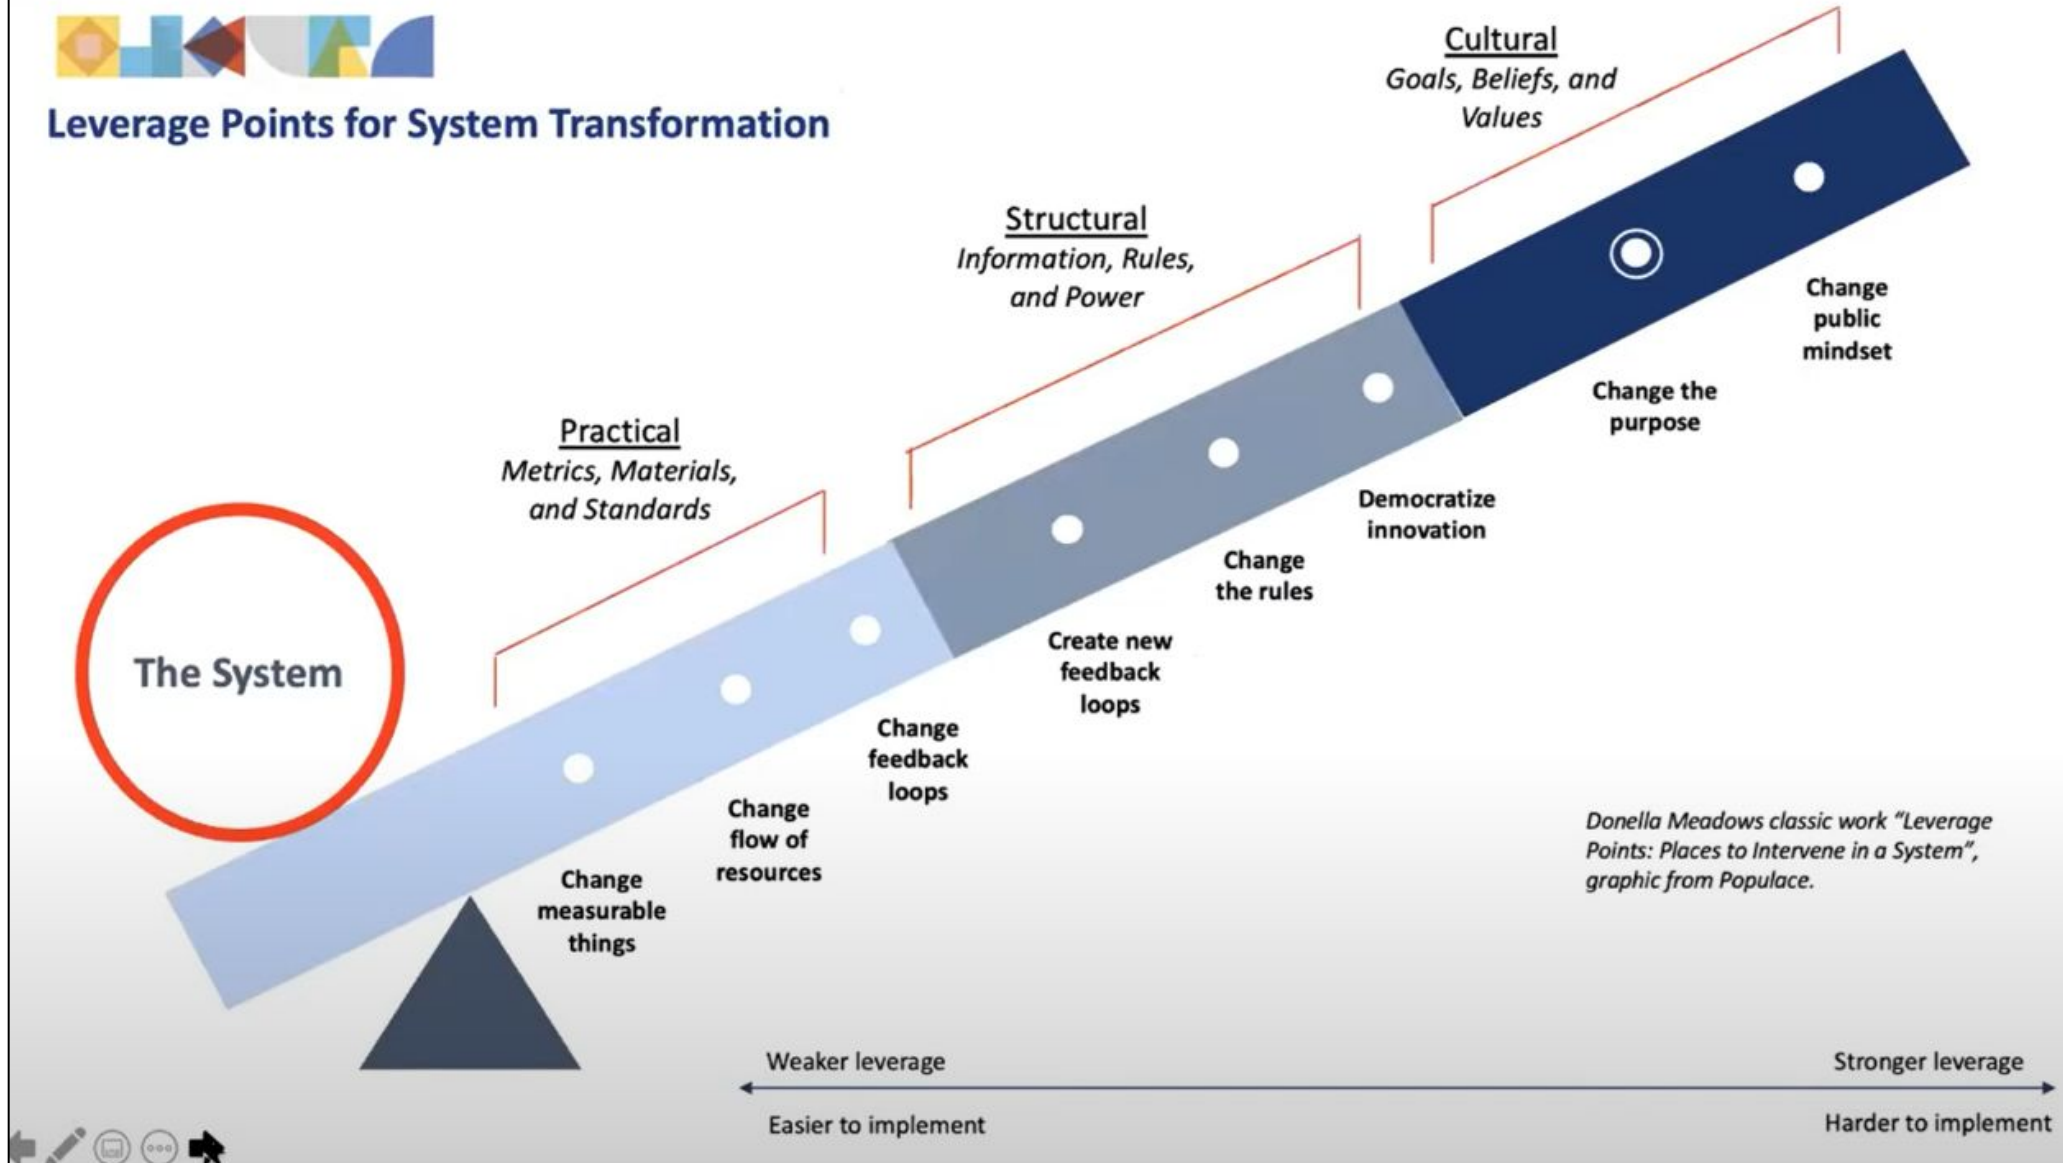 Leverage Points for System Transformation
Cultural
Goals, Beliefs, and
Values
Structural
Information, Rules,
and Power
Practical
Metrics, Materials,
and Standards
The System
Change
measurable
things
Change
flow of
resources
Change
feedback
loops
Create new
feedback
loops
Change
the rules
Democratize
innovation
Change the
purpose
Change
public
mindset
Donella Meadows classic work “Leverage
Points: Places to Intervene in a System”,
graphic from Populace.
Weaker leverage
Stronger leverage
Easier to implement
Harder to implement